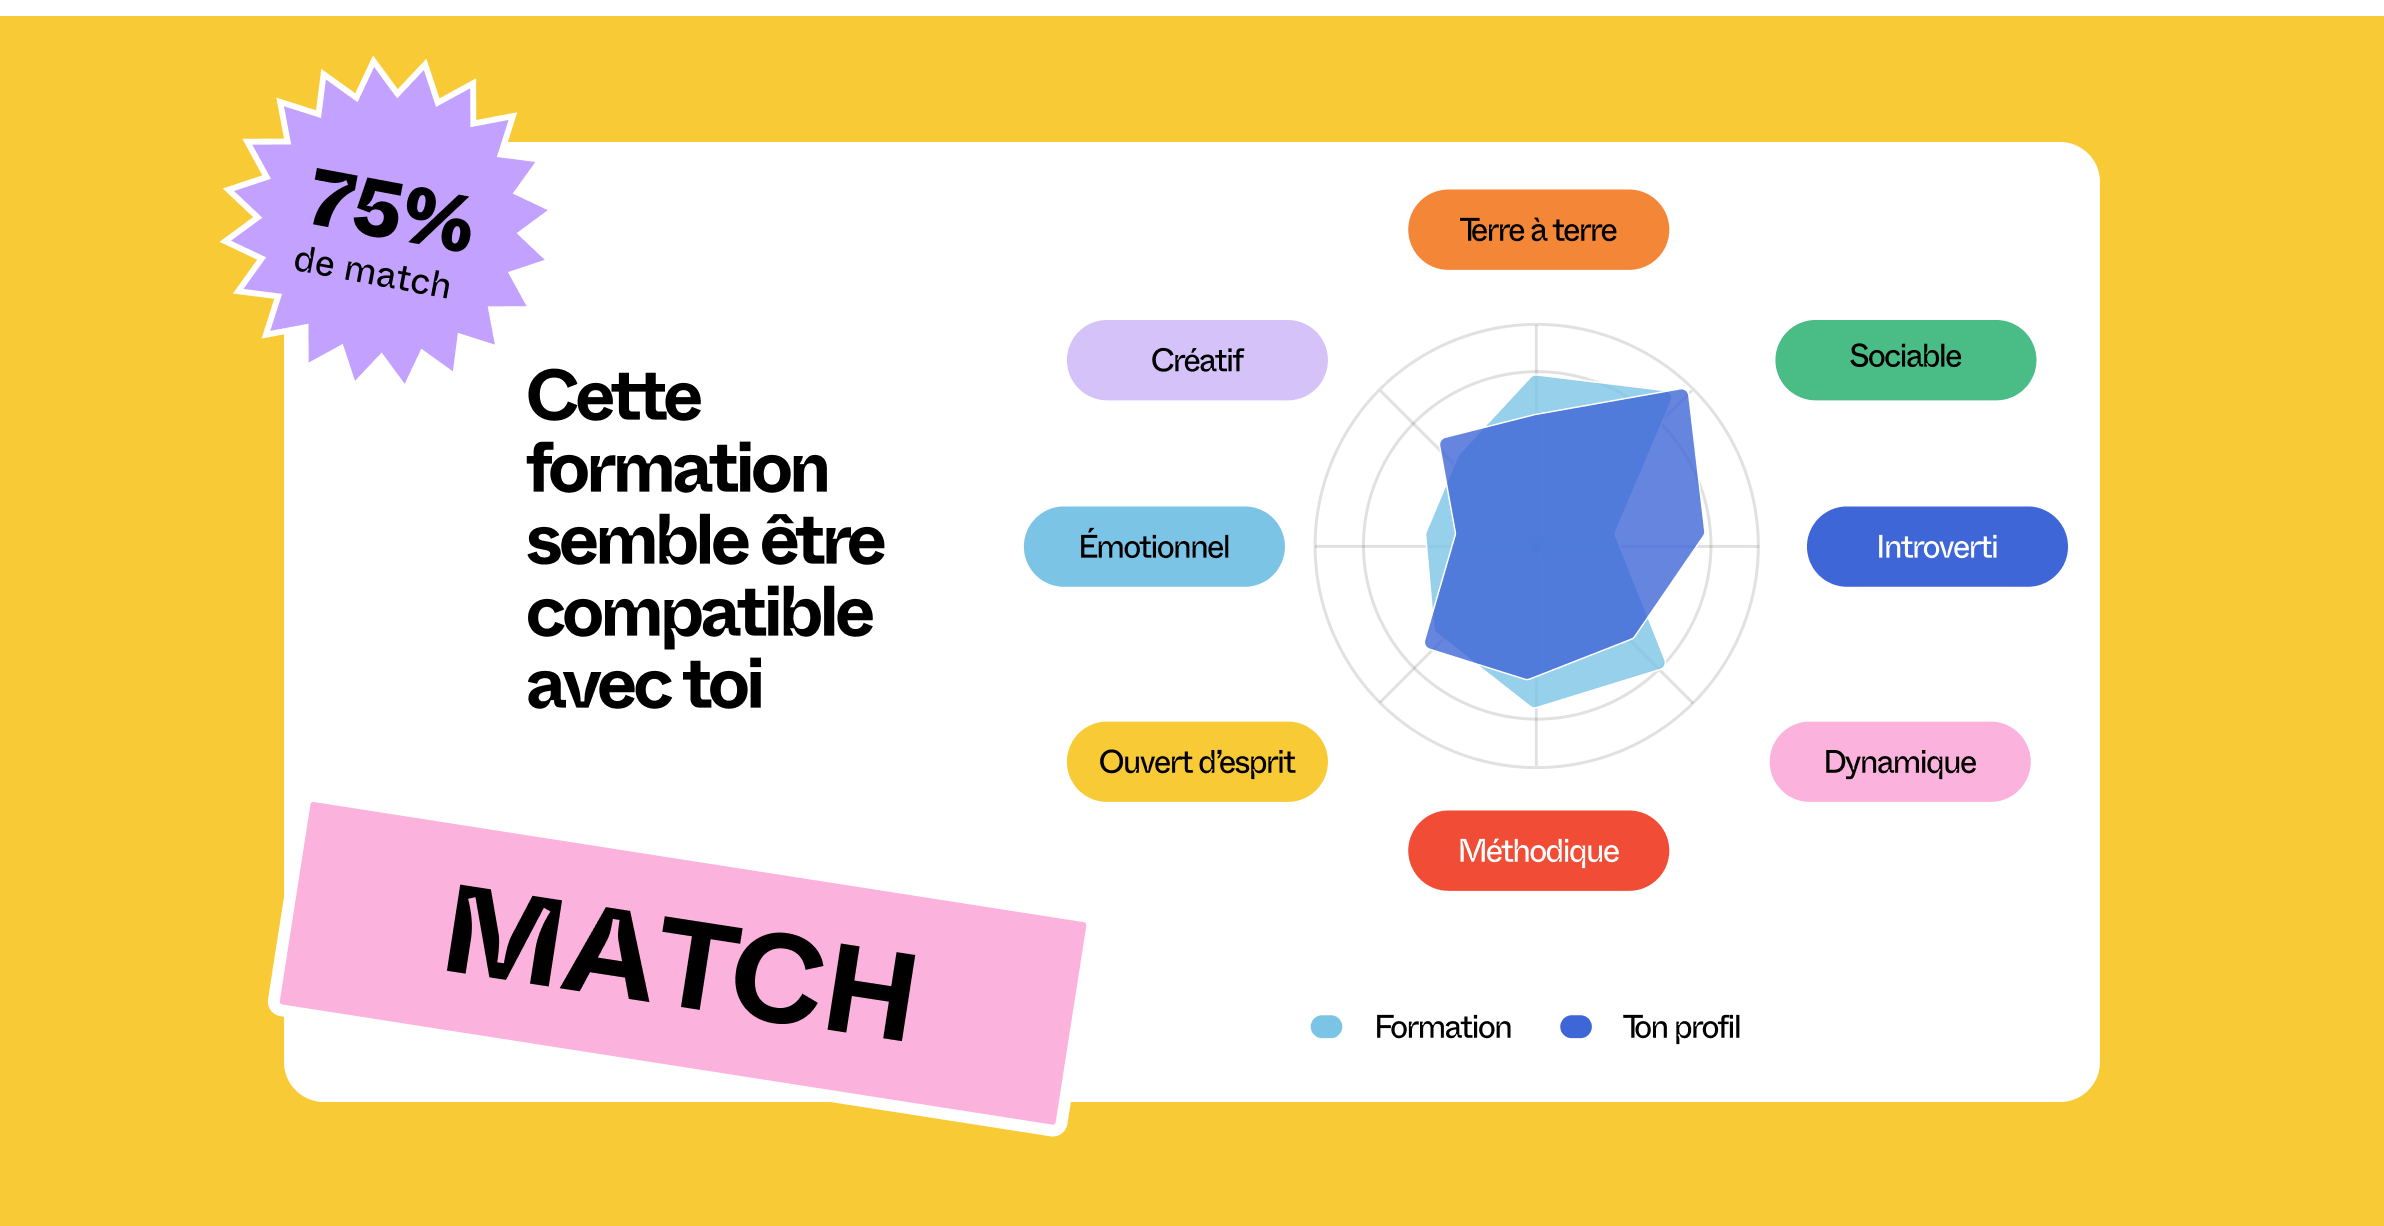 75%
de match
Cette
formation
semble être
compatible
avec toi
MATCH
Terre à terre
Créatif
Sociable
Émotionnel
Introverti
Ouvert d’esprit
Dynamique
Méthodique
Formation
Ton profil